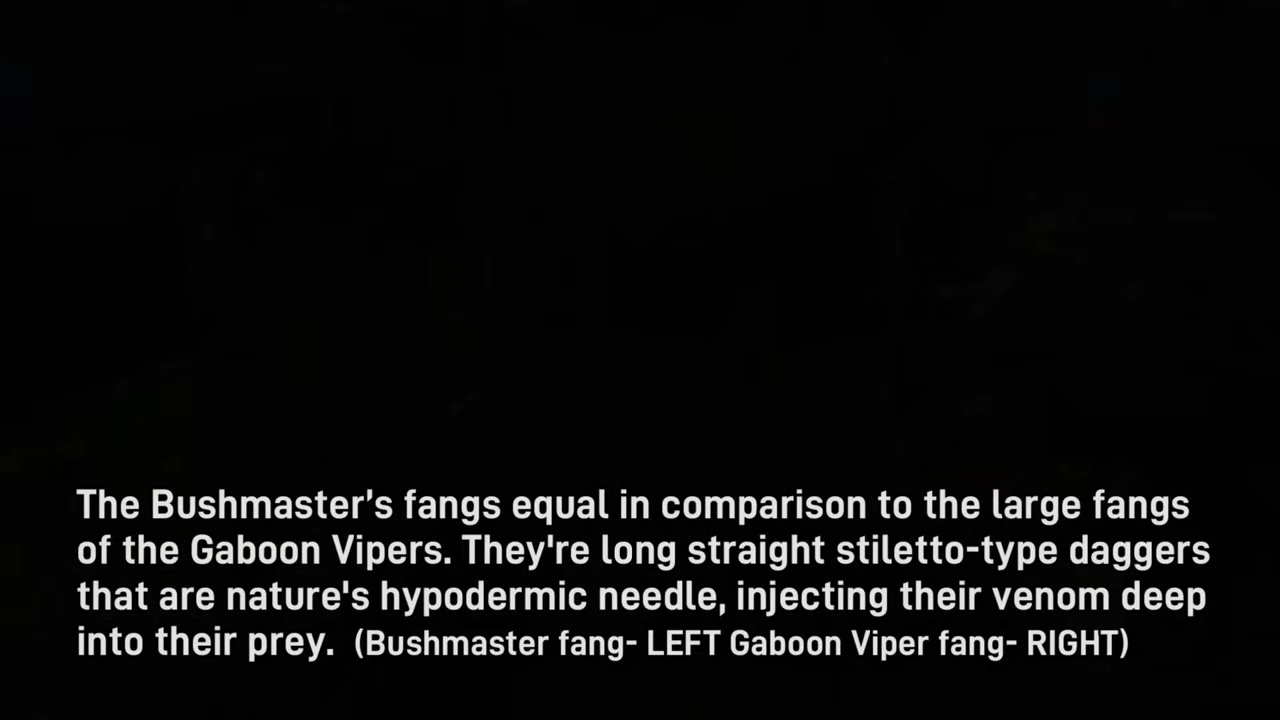 The Bushmaster's fangs equal in comparison to the large fangs
of the Gaboon Vipers. They're long straight stiletto-type daggers
that are nature's hypodermic needle, injecting their venom deep
into their prey. (Bushmaster fang- LEFT Gaboon Viper fang- RIGHT)